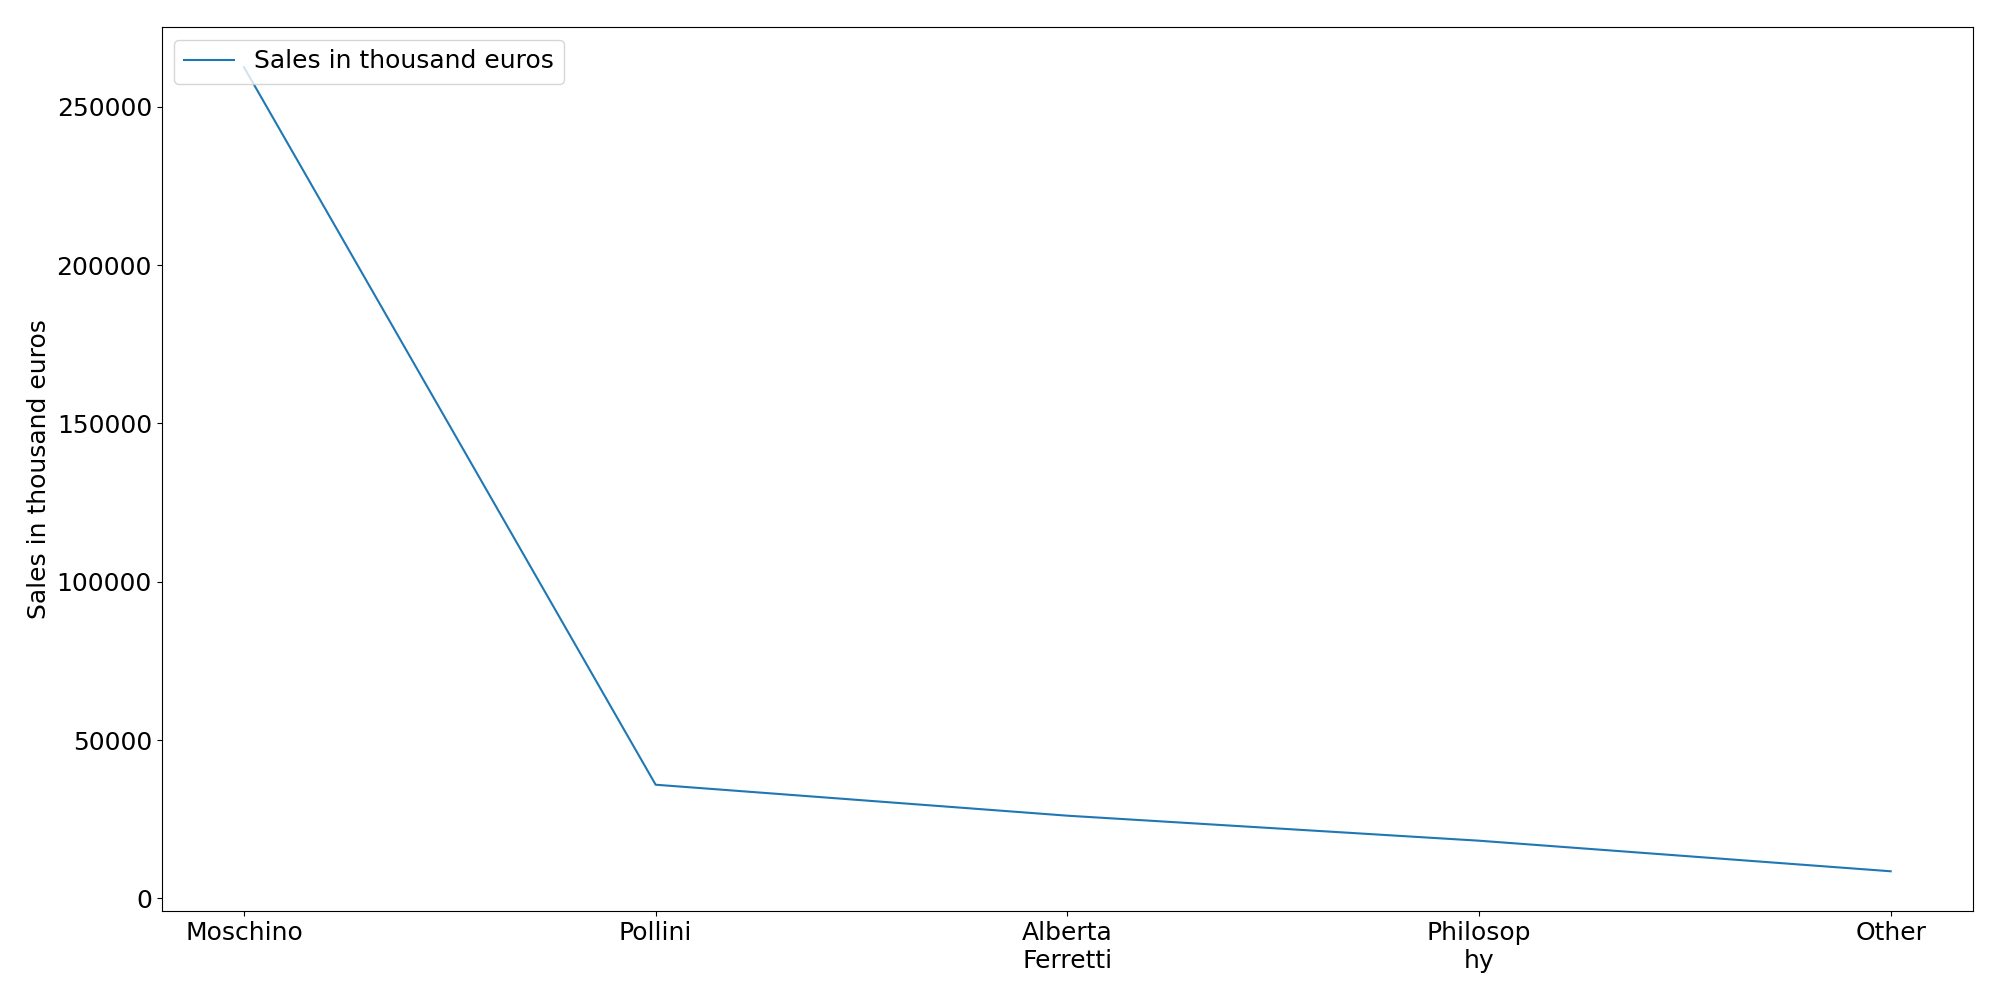 Sales in thousand euros
Sales in thousand euros
250000
200000
150000
100000
50000
0
Moschino
Pollini
Alberta
Ferretti
Philosop
hy
Other